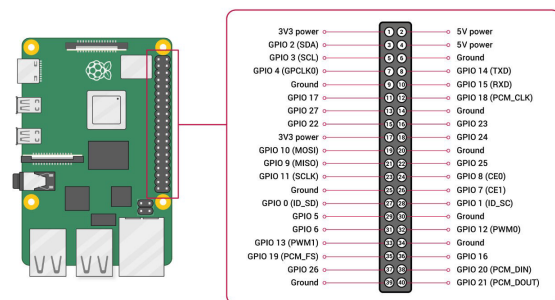 3V3 power 1 2 5V power
GPIO 2 (SDA) 3 4 5V power
GPIO 3 (SCL) 5 6 Ground
GPIO 4 (GPCLK0) 7 8 GPIO 14 (TXD)
Ground 9 10 GPIO 15 (RXD)
GPIO 17 11 12 GPIO 18 (PCM_CLK)
GPIO 27 13 14 Ground
GPIO 22 15 16 GPIO 23
3V3 power 17 18 GPIO 24
GPIO 10 (MOSI) 19 20 Ground
GPIO 9 (MISO) 21 22 GPIO 25
GPIO 11 (SCLK) 23 24 GPIO 8 (CE0)
Ground 25 26 GPIO 7 (CE1)
GPIO 0 (ID_SD) 27 28 GPIO 1 (ID_SC)
GPIO 5 29 30 Ground
GPIO 6 31 32 GPIO 12 (PWM0)
GPIO 13 (PWM1) 33 34 Ground
GPIO 19 (PCM_FS) 35 36 GPIO 16
GPIO 26 37 38 GPIO 20 (PCM_DIN)
Ground 39 40 GPIO 21 (PCM_DOUT)